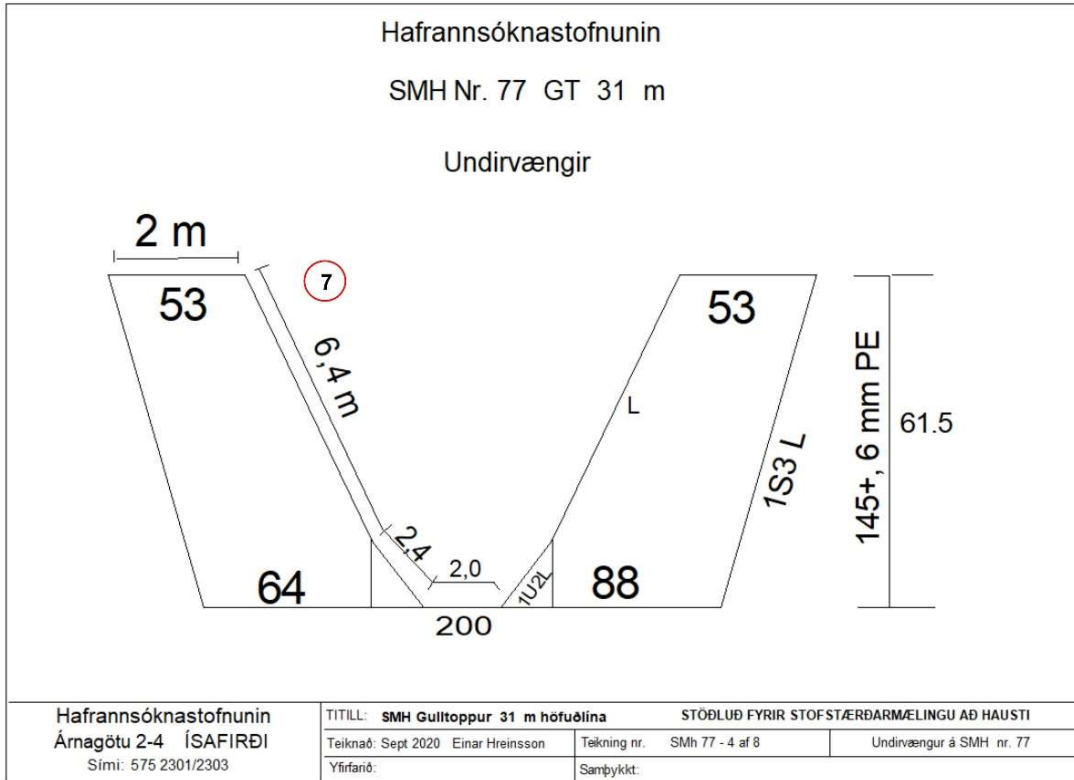 Hafrannsóknastofnunin
SMH Nr. 77 GT 31 m
Undirvængir
2 m
7
53
53
6,4 m
L
145+, 6 mm PE
61.5
1S3 L
2,4
2,0
1U2L
64
88
200
Hafrannsóknastofnunin
Árnagötu 2-4 ÍSAFIRÐI
Sími: 575 2301/2303
TITILL: SMH Gulltoppur 31 m höfuðlína STÖÐLUÐ FYRIR STOFSTÆRÐARMÆLINGU AÐ HAUSTI
Teiknað: Sept 2020 Einar Hreinsson Teikning nr. SMh 77 - 4 af 8 Undirvængur á SMH nr. 77
Yfirfarið: Samþykkt: